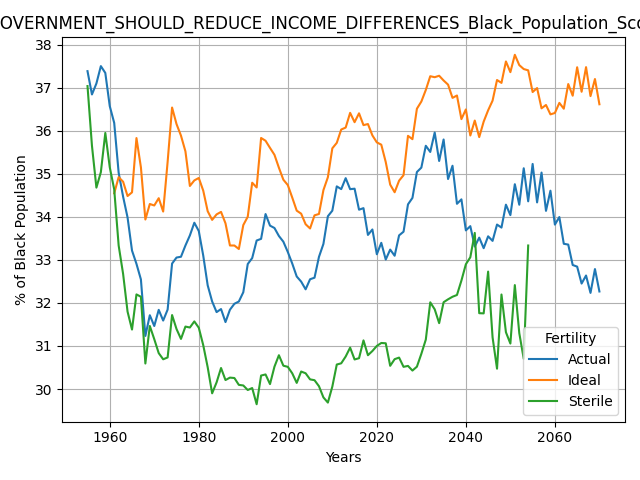 OVERNMENT_SHOULD_REDUCE_INCOME_DIFFERENCES_Black_Population_Sco
38
37
36
35
34
33
32
31
30
% of Black Population
1960
1980
2000
2020
2040
2060
Years
Fertility
Actual
Ideal
Sterile